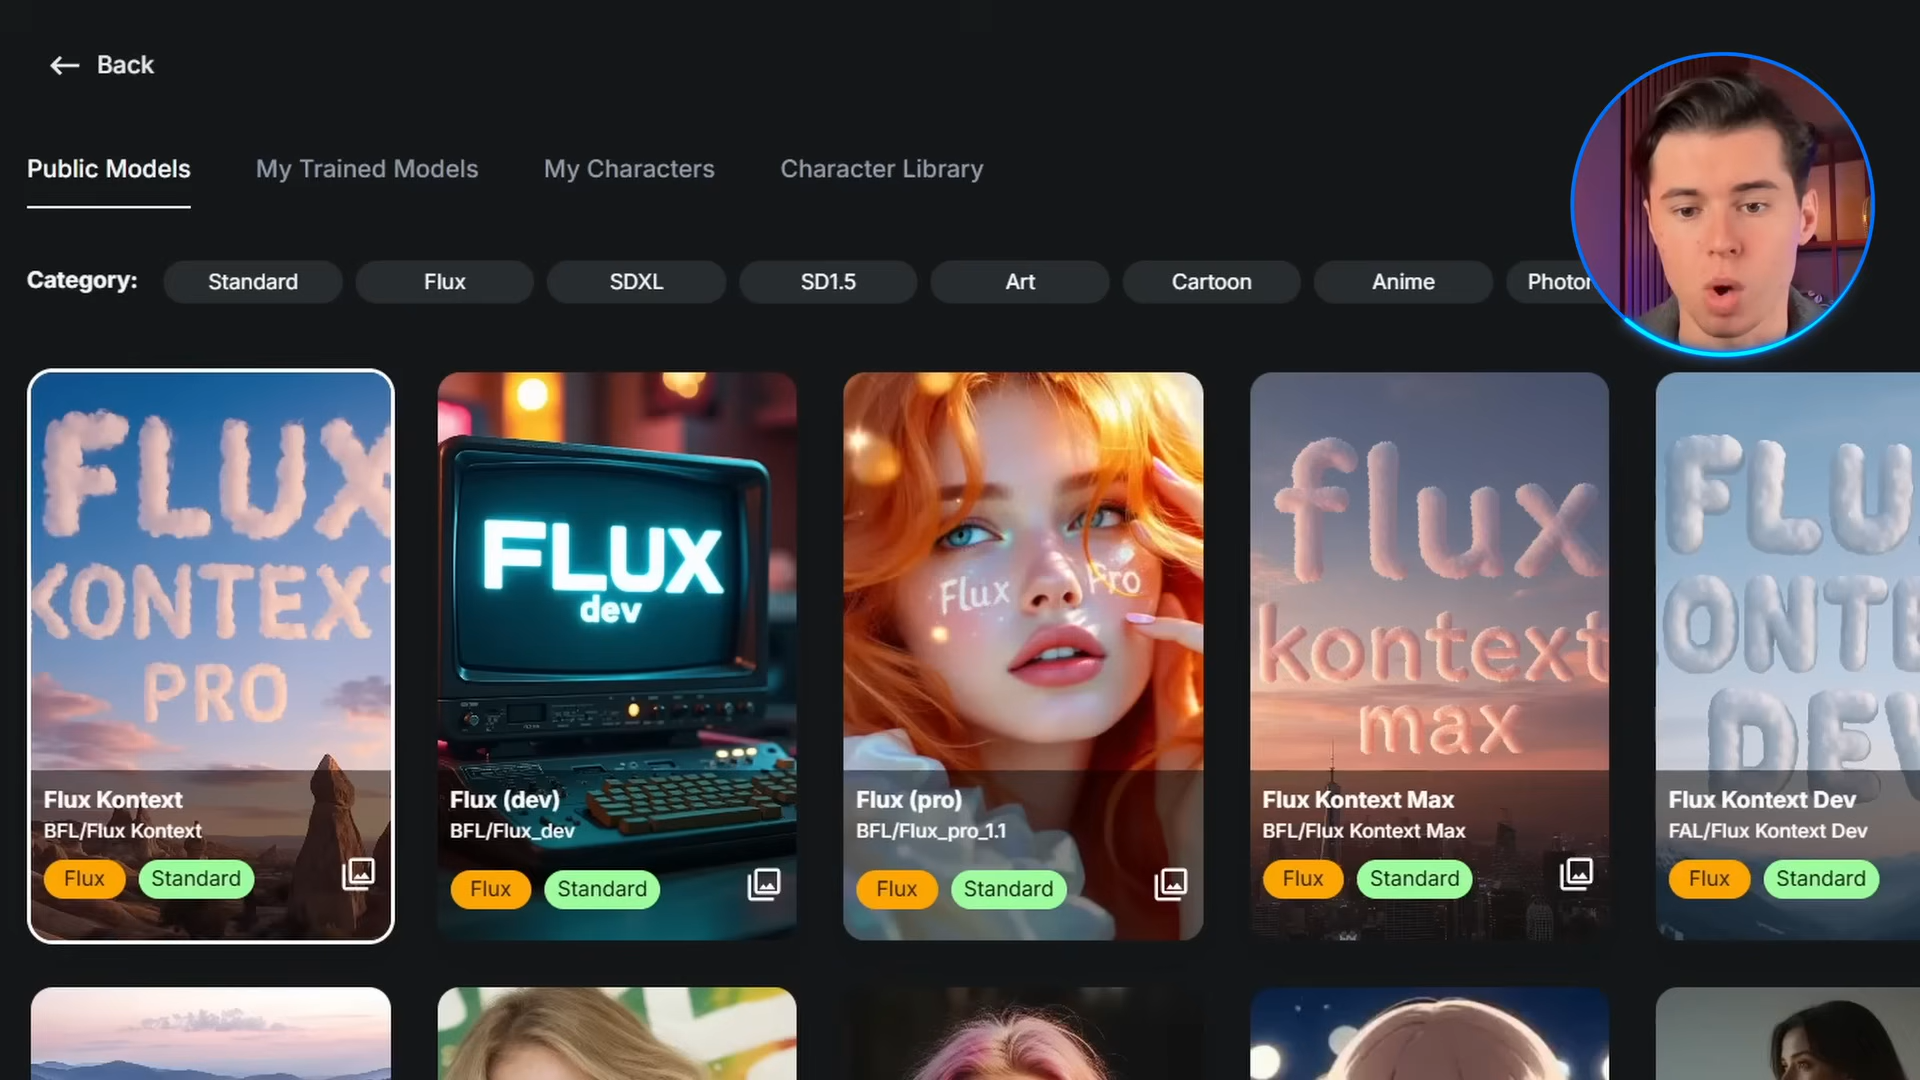 Back
Public Models
My Trained Models
My Characters
Character Library
Category:
Standard
Flux
SDXL
SD1.5
Art
Cartoon
Anime
FLUX
KONTEXT
PRO
Flux Kontext
BFL/Flux Kontext
Flux
Standard
FLUX
dev
Flux (dev)
BFL/Flux_dev
Flux
Standard
Flux Pro
Flux (pro)
BFL/Flux_pro_1.1
Flux
Standard
flux
kontext
max
Flux Kontext Max
BFL/Flux Kontext Max
Flux
Standard
FLU
ONTE
DEV
Flux Kontext Dev
FAL/Flux Kontext Dev
Flux
Standard